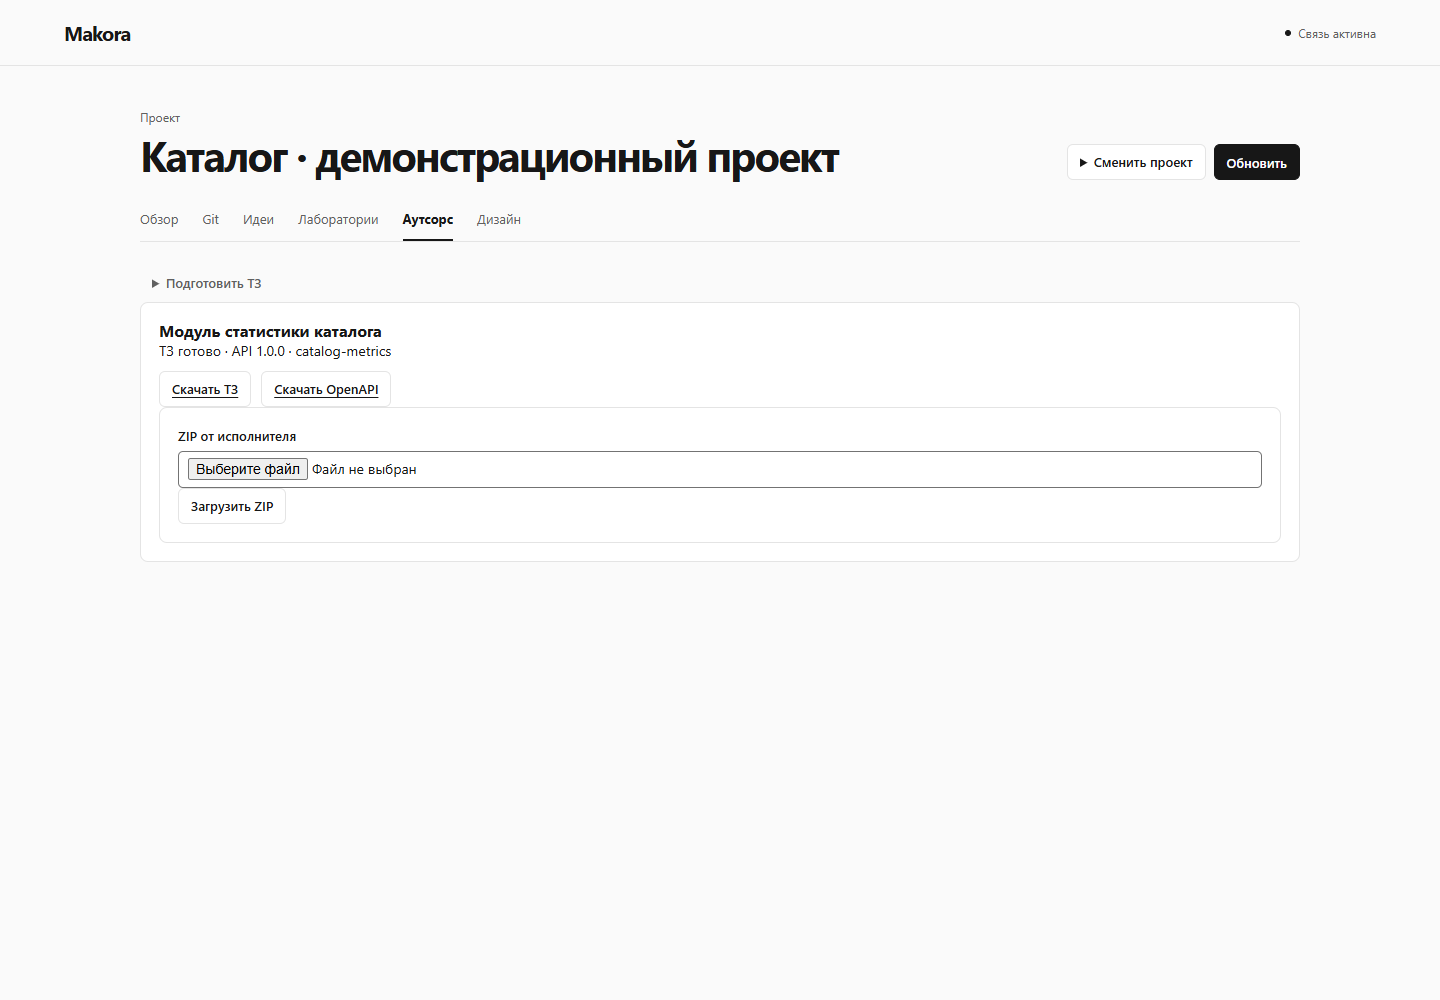 Makora
Связь активна
Проект
Каталог · демонстрационный проект
Сменить проект
Обновить
Обзор Git Идеи Лаборатории Аутсорс Дизайн
Подготовить ТЗ
Модуль статистики каталога
ТЗ готово · API 1.0.0 · catalog-metrics
Скачать ТЗ Скачать OpenAPI
ZIP от исполнителя
Выберите файл Файл не выбран
Загрузить ZIP